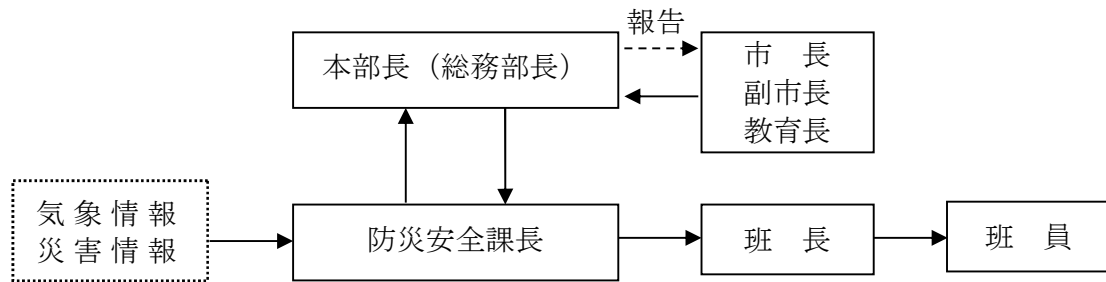 報告
本部長（総務部長）
市　長
副市長
教育長
気 象 情 報
災 害 情 報
防災安全課長
班　長
班　員